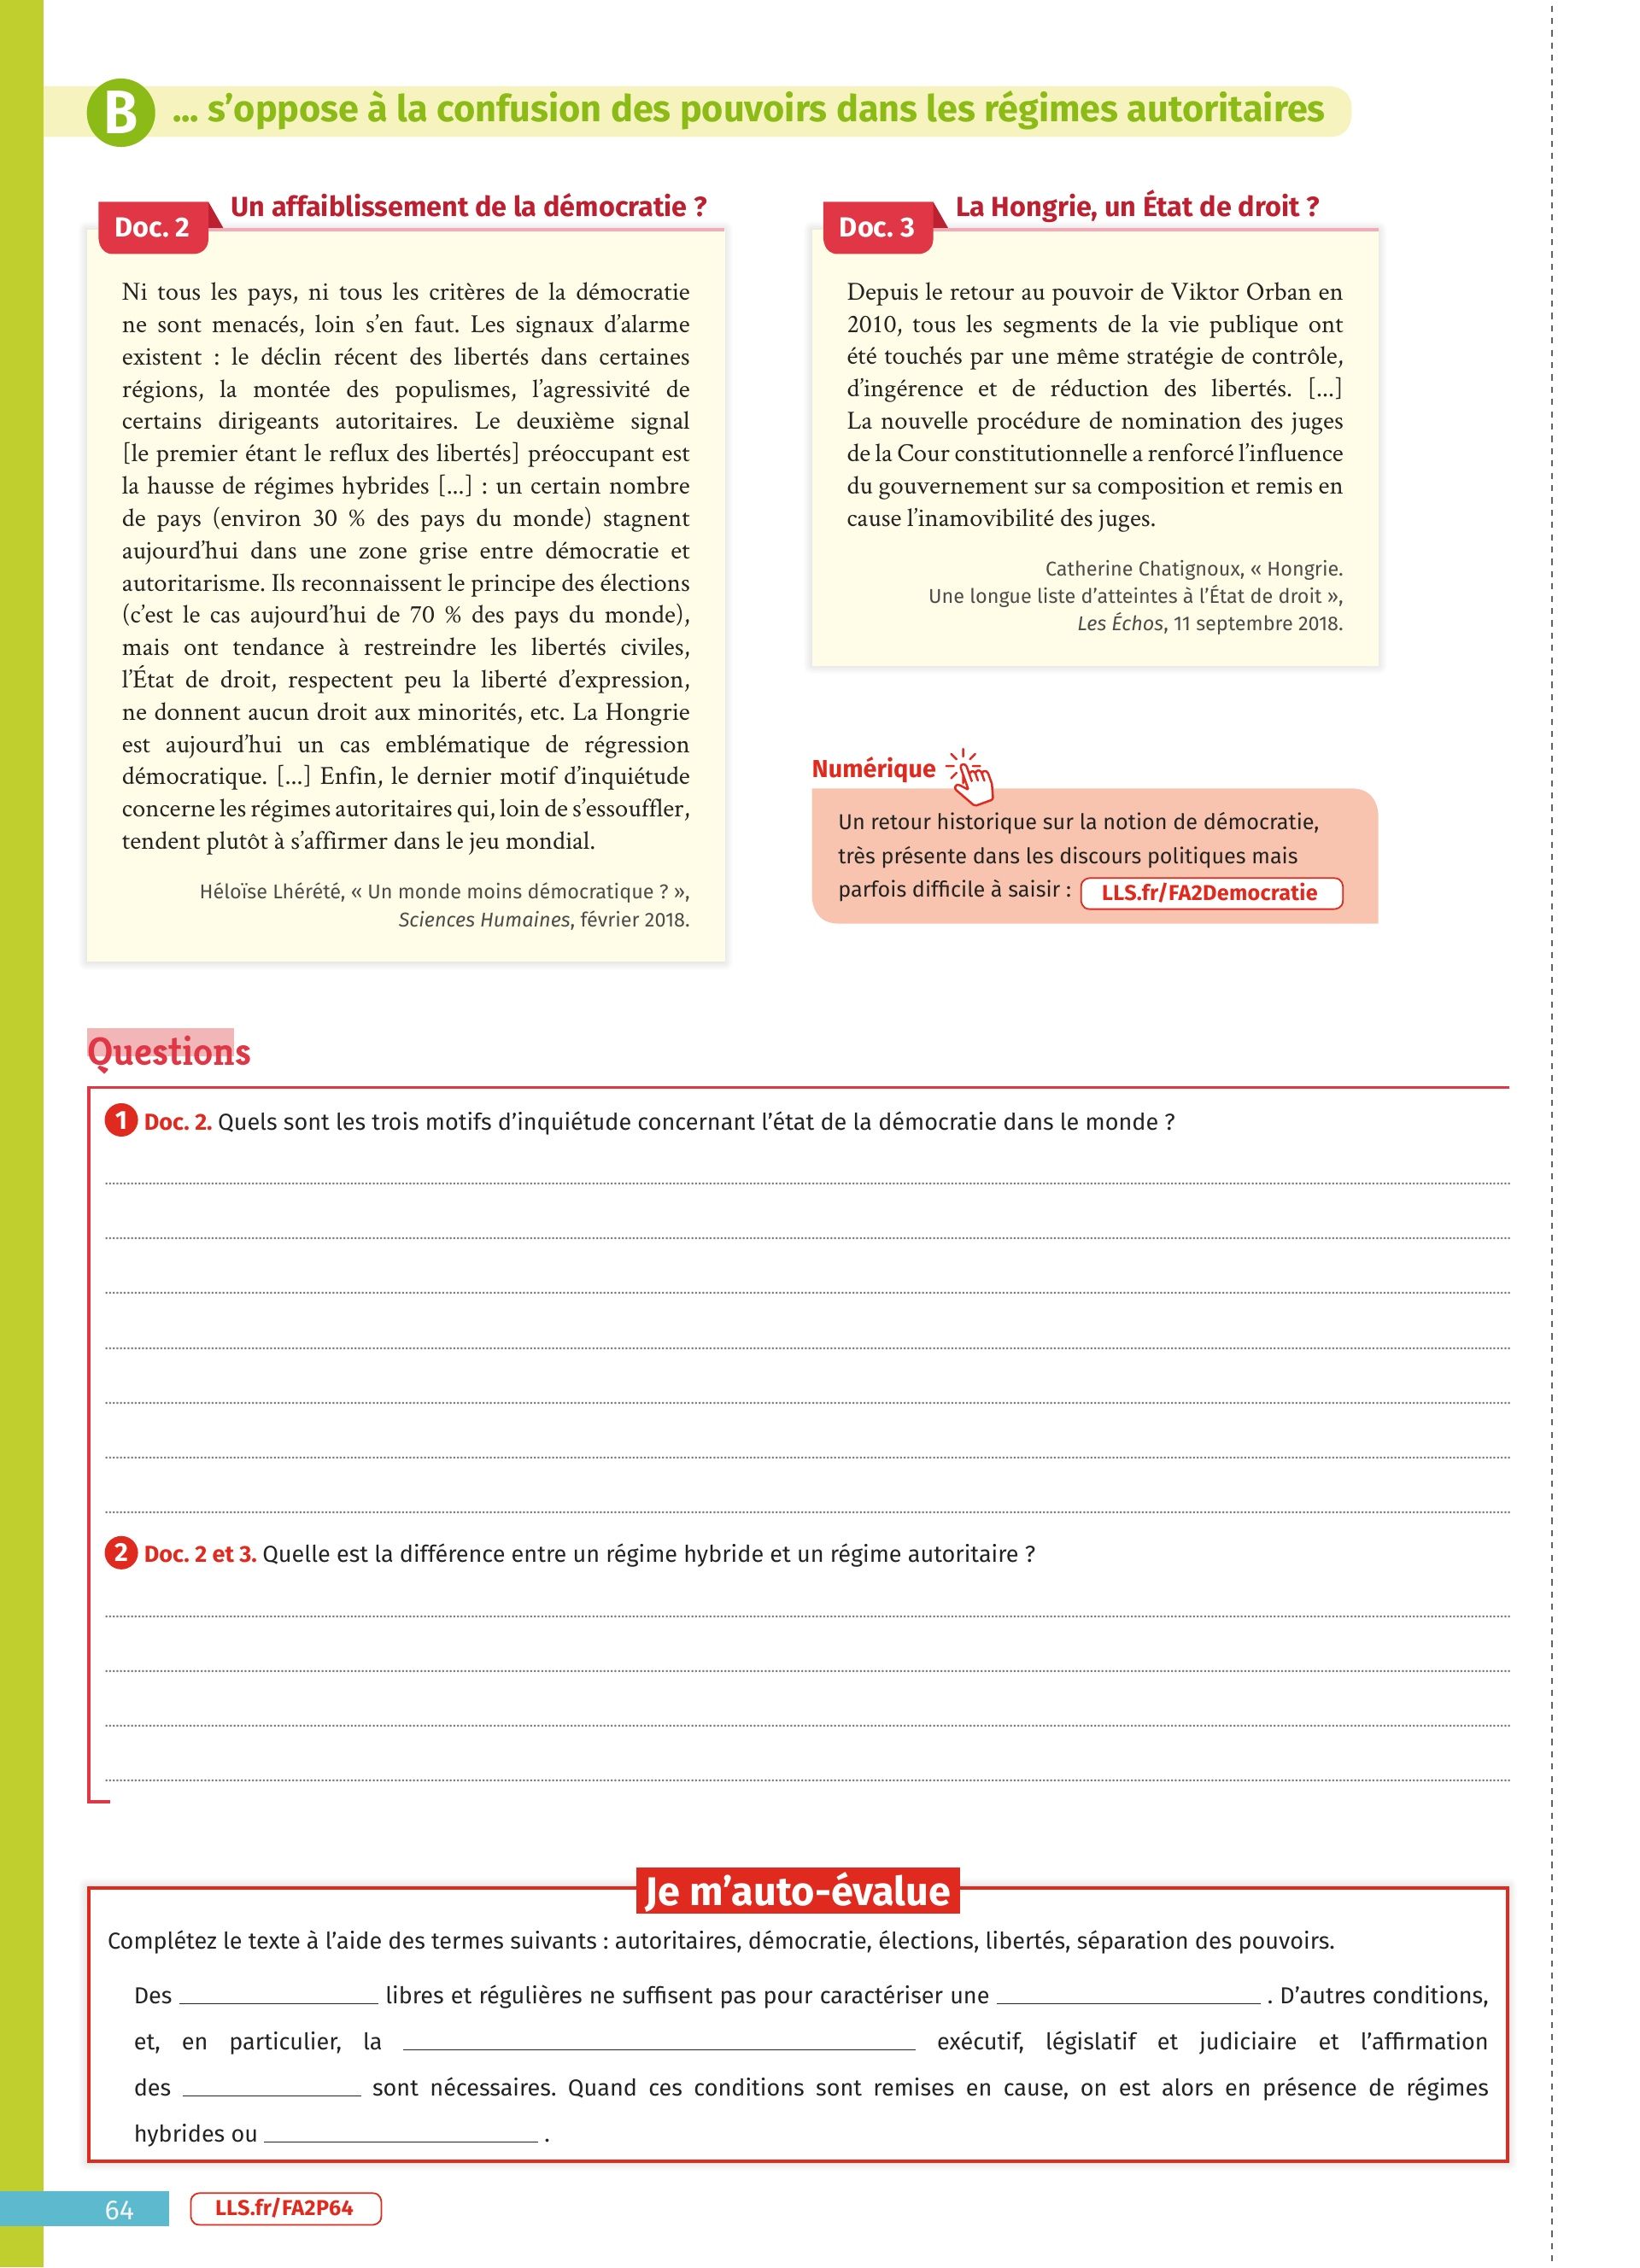 B ... s’oppose à la confusion des pouvoirs dans les régimes autoritaires
Doc. 2
Un affaiblissement de la démocratie ?
Ni tous les pays, ni tous les critères de la démocratie
ne sont menacés, loin s’en faut. Les signaux d’alarme
existent : le déclin récent des libertés dans certaines
régions, la montée des populismes, l’agressivité de
certains dirigeants autoritaires. Le deuxième signal
[le premier étant le reflux des libertés] préoccupant est
la hausse de régimes hybrides [...] : un certain nombre
de pays (environ 30 % des pays du monde) stagnent
aujourd’hui dans une zone grise entre démocratie et
autoritarisme. Ils reconnaissent le principe des élections
(c’est le cas aujourd’hui de 70 % des pays du monde),
mais ont tendance à restreindre les libertés civiles,
l’État de droit, respectent peu la liberté d’expression,
ne donnent aucun droit aux minorités, etc. La Hongrie
est aujourd’hui un cas emblématique de régression
démocratique. [...] Enfin, le dernier motif d’inquiétude
concerne les régimes autoritaires qui, loin de s’essouffler,
tendent plutôt à s’affirmer dans le jeu mondial.
Héloïse Lhérété, « Un monde moins démocratique ? »,
Sciences Humaines, février 2018.
Doc. 3
La Hongrie, un État de droit ?
Depuis le retour au pouvoir de Viktor Orban en
2010, tous les segments de la vie publique ont
été touchés par une même stratégie de contrôle,
d’ingérence et de réduction des libertés. [...]
La nouvelle procédure de nomination des juges
de la Cour constitutionnelle a renforcé l’influence
du gouvernement sur sa composition et remis en
cause l’inamovibilité des juges.
Catherine Chatignoux, « Hongrie.
Une longue liste d’atteintes à l’État de droit »,
Les Échos, 11 septembre 2018.
Numérique
Un retour historique sur la notion de démocratie,
très présente dans les discours politiques mais
parfois difficile à saisir : LLS.fr/FA2Democratie
Questions
1 Doc. 2. Quels sont les trois motifs d’inquiétude concernant l’état de la démocratie dans le monde ?
2 Doc. 2 et 3. Quelle est la différence entre un régime hybride et un régime autoritaire ?
Je m’auto-évalue
Complétez le texte à l’aide des termes suivants : autoritaires, démocratie, élections, libertés, séparation des pouvoirs.
Des ____ libres et régulières ne suffisent pas pour caractériser une ____ . D’autres conditions,
et, en particulier, la ____ exécutif, législatif et judiciaire et l’affirmation
des ____ sont nécessaires. Quand ces conditions sont remises en cause, on est alors en présence de régimes
hybrides ou ____ .
64
LLS.fr/FA2P64